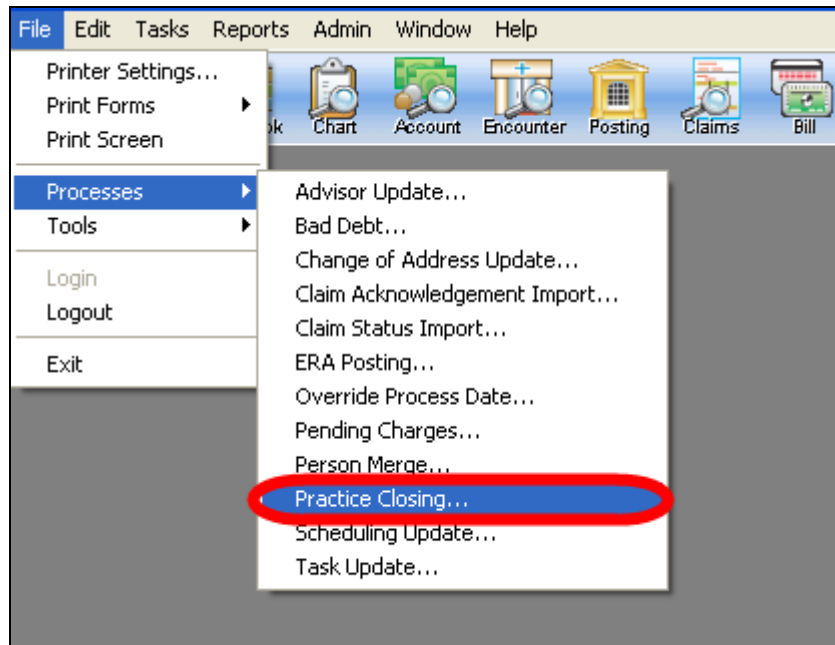 File Edit Tasks Reports Admin Window Help
Printer Settings...
Print Forms
Print Screen
Chart Account Encounter Posting Claims Bill
Processes
Tools
Login
Logout
Exit
Advisor Update...
Bad Debt...
Change of Address Update...
Claim Acknowledgement Import...
Claim Status Import...
ERA Posting...
Override Process Date...
Pending Charges...
Person Merge...
Practice Closing...
Scheduling Update...
Task Update...